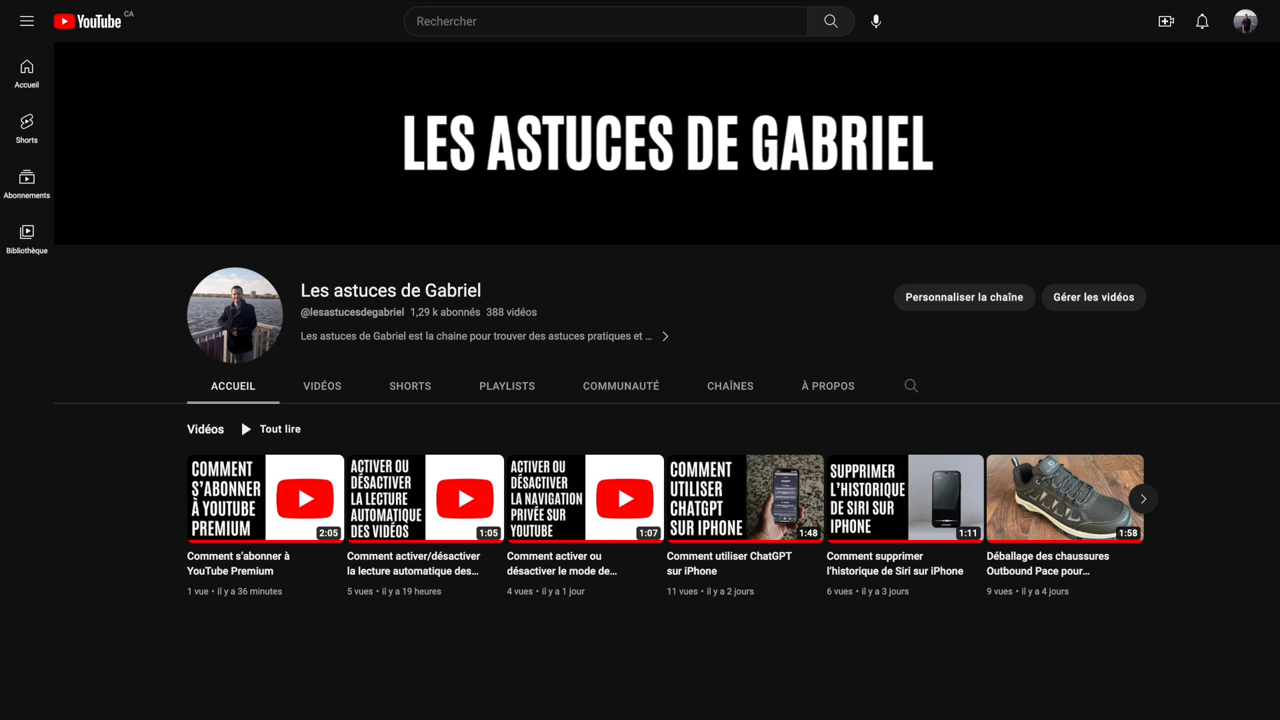 YouTube CA
Rechercher
Accueil
Shorts
Abonnements
Bibliothèque
LES ASTUCES DE GABRIEL
Les astuces de Gabriel
@lesastucesdegabriel 1,29 k abonnés 388 vidéos
Les astuces de Gabriel est la chaine pour trouver des astuces pratiques et ...
Personnaliser la chaîne
Gérer les vidéos
ACCUEIL
VIDÉOS
SHORTS
PLAYLISTS
COMMUNAUTÉ
CHAÎNES
À PROPOS
Vidéos
Tout lire
COMMENT
S'ABONNER
À YOUTUBE
PREMIUM
2:05
Comment s'abonner à
YouTube Premium
1 vue • il y a 36 minutes
ACTIVER OU
DÉSACTIVER
LA LECTURE
AUTOMATIQUE
DES VIDÉOS
1:05
Comment activer/désactiver
la lecture automatique des...
5 vues • il y a 19 heures
ACTIVER OU
DÉSACTIVER
LA NAVIGATION
PRIVÉE SUR
YOUTUBE
1:07
Comment activer ou
désactiver le mode de...
4 vues • il y a 1 jour
COMMENT
UTILISER
CHATGPT
SUR IPHONE
1:48
Comment utiliser ChatGPT
sur iPhone
11 vues • il y a 2 jours
SUPPRIMER
L'HISTORIQUE
DE SIRI SUR
IPHONE
1:11
Comment supprimer
l'historique de Siri sur iPhone
6 vues • il y a 3 jours
1:58
Déballage des chaussures
Outbound Pace pour...
9 vues • il y a 4 jours